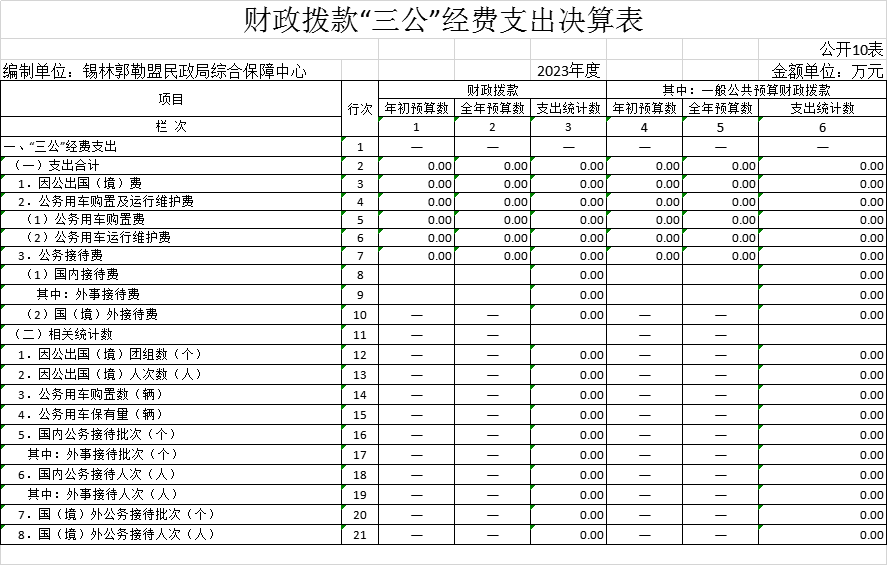 财政拨款“三公”经费支出决算表
公开10表
编制单位：锡林郭勒盟民政局综合保障中心 2023年度 金额单位：万元
项目 行次 财政拨款 其中：一般公共预算财政拨款
年初预算数 全年预算数 支出统计数 年初预算数 全年预算数 支出统计数
栏 次 1 2 3 4 5 6
一、“三公”经费支出 1 — — — — — —
（一）支出合计 2 0.00 0.00 0.00 0.00 0.00 0.00
1．因公出国（境）费 3 0.00 0.00 0.00 0.00 0.00 0.00
2．公务用车购置及运行维护费 4 0.00 0.00 0.00 0.00 0.00 0.00
（1）公务用车购置费 5 0.00 0.00 0.00 0.00 0.00 0.00
（2）公务用车运行维护费 6 0.00 0.00 0.00 0.00 0.00 0.00
3．公务接待费 7 0.00 0.00 0.00 0.00 0.00 0.00
（1）国内接待费 8 0.00 0.00
其中：外事接待费 9 0.00 0.00
（2）国（境）外接待费 10 — — 0.00 — — 0.00
（二）相关统计数 11 — — — —
1．因公出国（境）团组数（个） 12 — — 0.00 — — 0.00
2．因公出国（境）人次数（人） 13 — — 0.00 — — 0.00
3．公务用车购置数（辆） 14 — — 0.00 — — 0.00
4．公务用车保有量（辆） 15 — — 0.00 — — 0.00
5．国内公务接待批次（个） 16 — — 0.00 — — 0.00
其中：外事接待批次（个） 17 — — 0.00 — — 0.00
6．国内公务接待人次（人） 18 — — 0.00 — — 0.00
其中：外事接待人次（人） 19 — — 0.00 — — 0.00
7．国（境）外公务接待批次（个） 20 — — 0.00 — — 0.00
8．国（境）外公务接待人次（人） 21 — — 0.00 — — 0.00